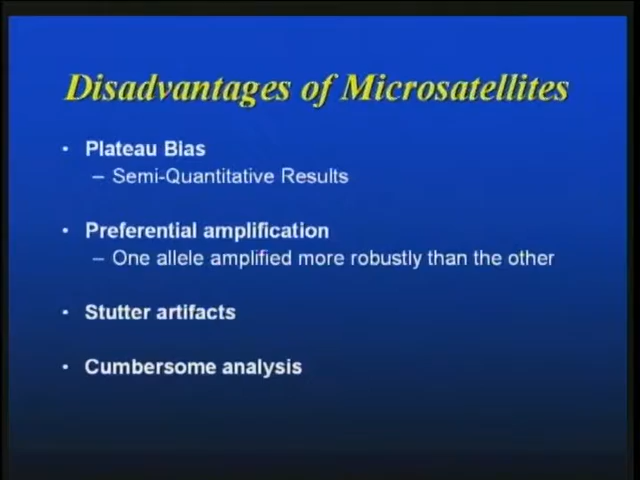 Disadvantages of Microsatellites
• Plateau Bias
– Semi-Quantitative Results
• Preferential amplification
– One allele amplified more robustly than the other
• Stutter artifacts
• Cumbersome analysis